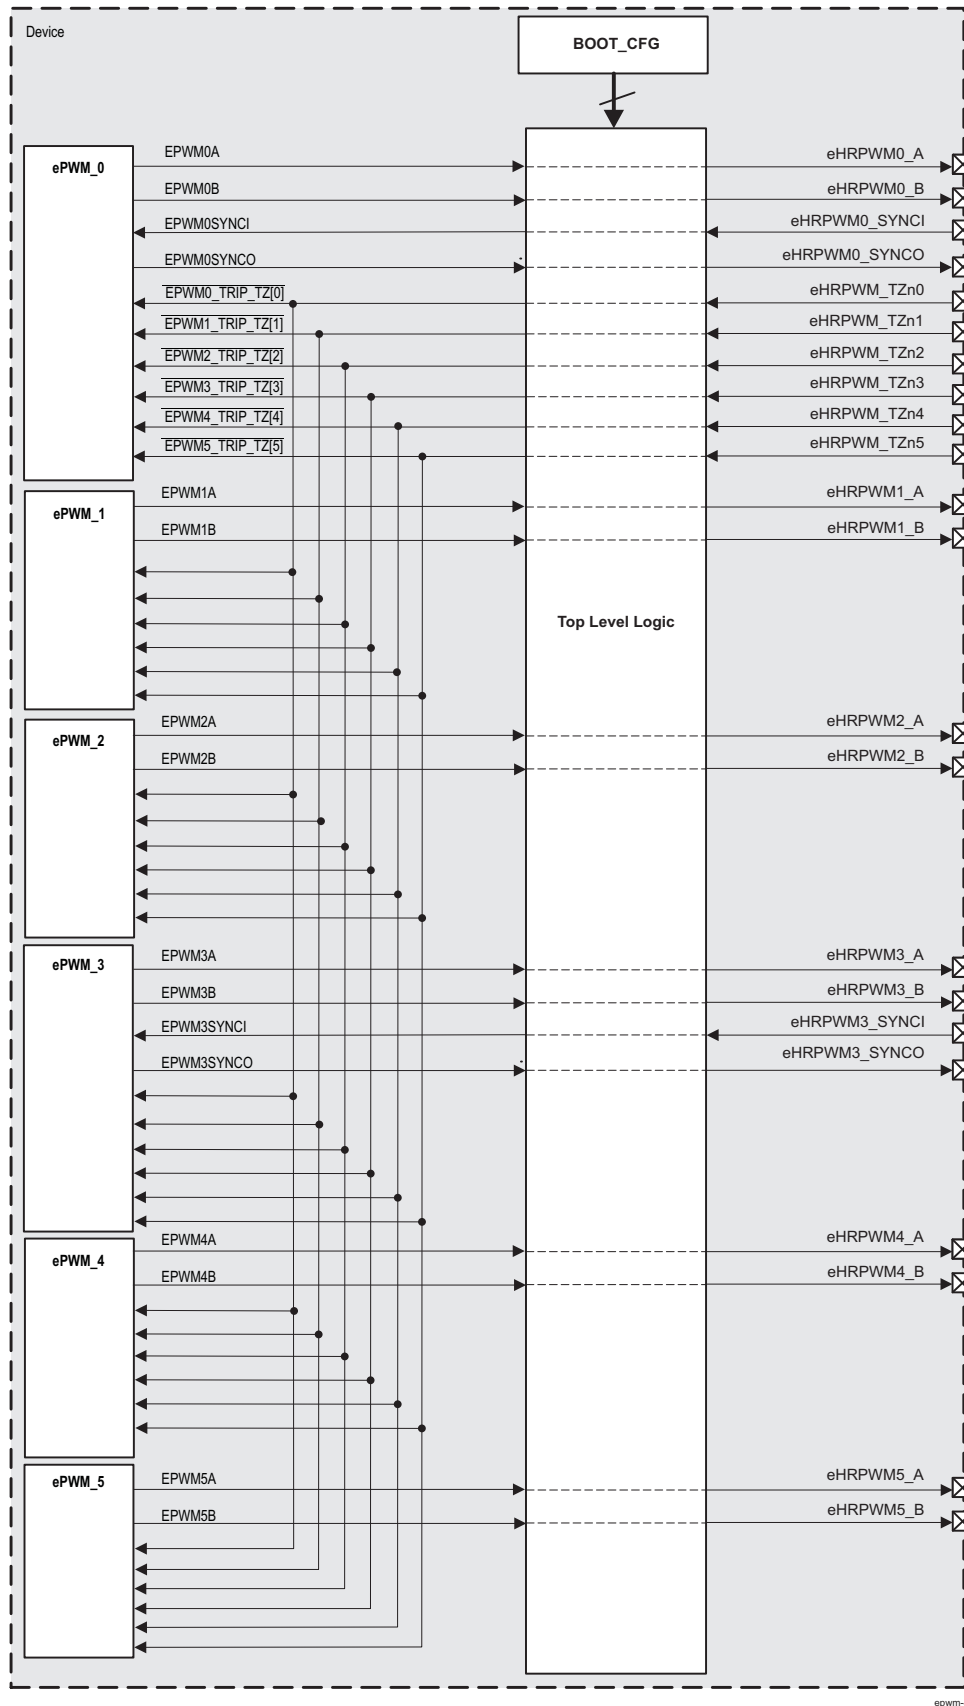 Device
BOOT_CFG
ePWM_0
EPWM0A
eHRPWM0_A
EPWM0B
eHRPWM0_B
EPWM0SYNCI
eHRPWM0_SYNCI
EPWM0SYNCO
eHRPWM0_SYNCO
EPWM0_TRIP_TZ[0]
eHRPWM_TZn0
EPWM1_TRIP_TZ[1]
eHRPWM_TZn1
EPWM2_TRIP_TZ[2]
eHRPWM_TZn2
EPWM3_TRIP_TZ[3]
eHRPWM_TZn3
EPWM4_TRIP_TZ[4]
eHRPWM_TZn4
EPWM5_TRIP_TZ[5]
eHRPWM_TZn5
ePWM_1
EPWM1A
eHRPWM1_A
EPWM1B
eHRPWM1_B
Top Level Logic
ePWM_2
EPWM2A
eHRPWM2_A
EPWM2B
eHRPWM2_B
ePWM_3
EPWM3A
eHRPWM3_A
EPWM3B
eHRPWM3_B
EPWM3SYNCI
eHRPWM3_SYNCI
EPWM3SYNCO
eHRPWM3_SYNCO
ePWM_4
EPWM4A
eHRPWM4_A
EPWM4B
eHRPWM4_B
ePWM_5
EPWM5A
eHRPWM5_A
EPWM5B
eHRPWM5_B
epwm-